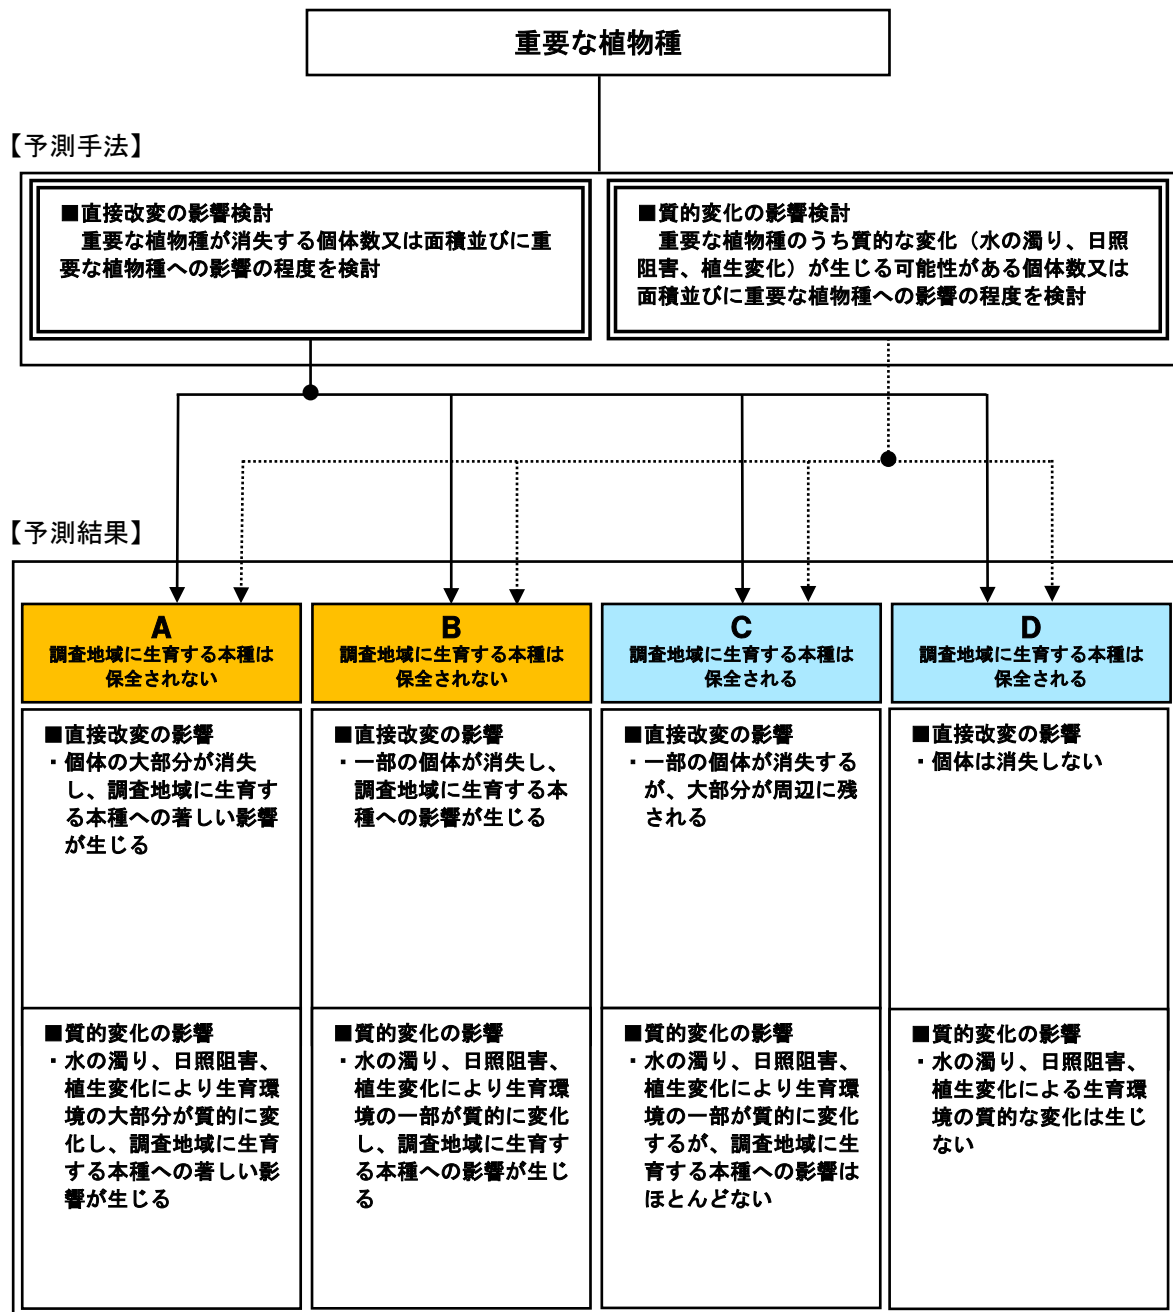 重要な植物種
【予測手法】
■直接改変の影響検討
重要な植物種が消失する個体数又は面積並びに重
要な植物種への影響の程度を検討
■質的変化の影響検討
重要な植物種のうち質的な変化（水の濁り、日照
阻害、植生変化）が生じる可能性がある個体数又は
面積並びに重要な植物種への影響の程度を検討
【予測結果】
A
調査地域に生育する本種は
保全されない
B
調査地域に生育する本種は
保全されない
C
調査地域に生育する本種は
保全される
D
調査地域に生育する本種は
保全される
■直接改変の影響
・個体の大部分が消失
し、調査地域に生育す
る本種への著しい影響
が生じる
■直接改変の影響
・一部の個体が消失し、
調査地域に生育する本
種への影響が生じる
■直接改変の影響
・一部の個体が消失する
が、大部分が周辺に残
される
■直接改変の影響
・個体は消失しない
■質的変化の影響
・水の濁り、日照阻害、
植生変化により生育環
境の大部分が質的に変
化し、調査地域に生育
する本種への著しい影
響が生じる
■質的変化の影響
・水の濁り、日照阻害、
植生変化により生育環
境の一部が質的に変化
し、調査地域に生育す
る本種への影響が生じ
る
■質的変化の影響
・水の濁り、日照阻害、
植生変化により生育環
境の一部が質的に変化
するが、調査地域に生
育する本種への影響は
ほとんどない
■質的変化の影響
・水の濁り、日照阻害、
植生変化による生育環
境の質的な変化は生じ
ない